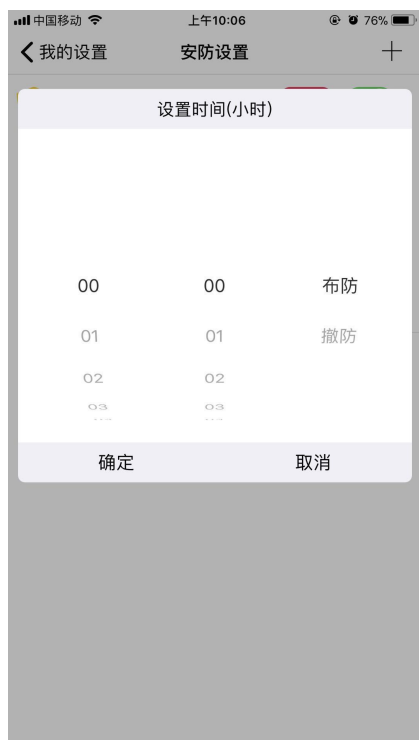 中国移动 上午10:06 76%
我的设置 安防设置
设置时间(小时)
00 00 布防
01 01 撤防
02 02
03 03
确定 取消